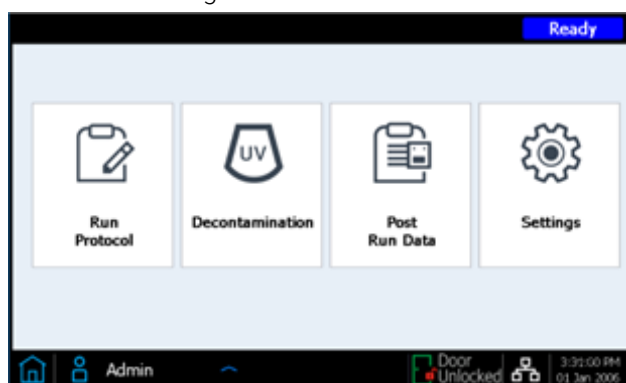 Ready
UV
Run
Protocol
Decontamination
Post
Run Data
Settings
Admin
Door
Unlocked
3:31:00 PM
01 Jan 2006